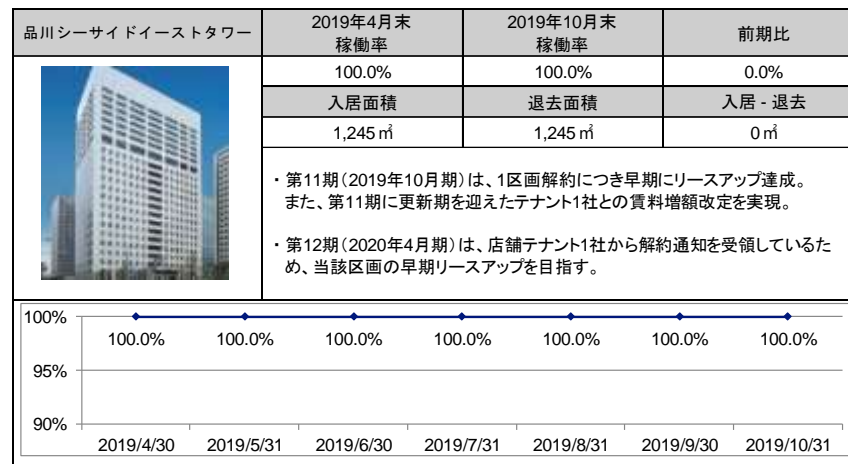 品川シーサイドイーストタワー
2019年4月末
稼働率
2019年10月末
稼働率
前期比
100.0%
100.0%
0.0%
入居面積
退去面積
入居 - 退去
1,245㎡
1,245㎡
0㎡
・第11期(2019年10月期)は、1区画解約につき早期にリースアップ達成。
また、第11期に更新期を迎えたテナント1社との賃料増額改定を実現。
・第12期(2020年4月期)は、店舗テナント1社から解約通知を受領しているた
め、当該区画の早期リースアップを目指す。
100%
100.0% 100.0% 100.0% 100.0% 100.0% 100.0% 100.0%
95%
90%
2019/4/30 2019/5/31 2019/6/30 2019/7/31 2019/8/31 2019/9/30 2019/10/31